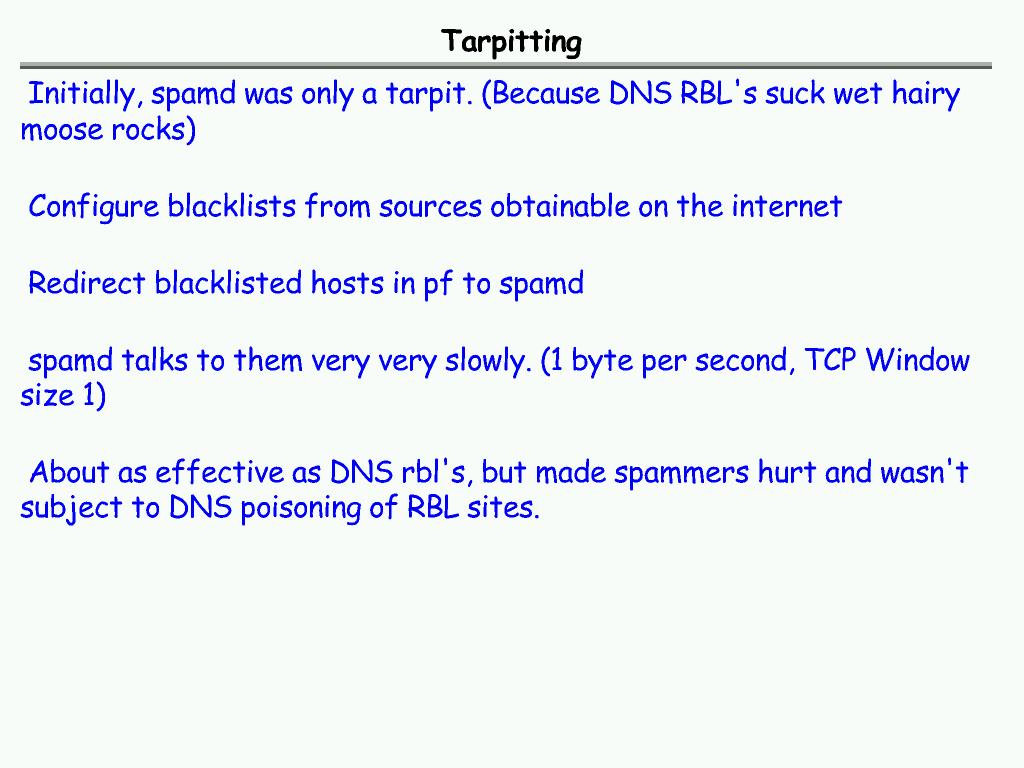 Tarpitting
Initially, spamd was only a tarpit. (Because DNS RBL's suck wet hairy
moose rocks)
Configure blacklists from sources obtainable on the internet
Redirect blacklisted hosts in pf to spamd
spamd talks to them very very slowly. (1 byte per second, TCP Window
size 1)
About as effective as DNS rbl's, but made spammers hurt and wasn't
subject to DNS poisoning of RBL sites.